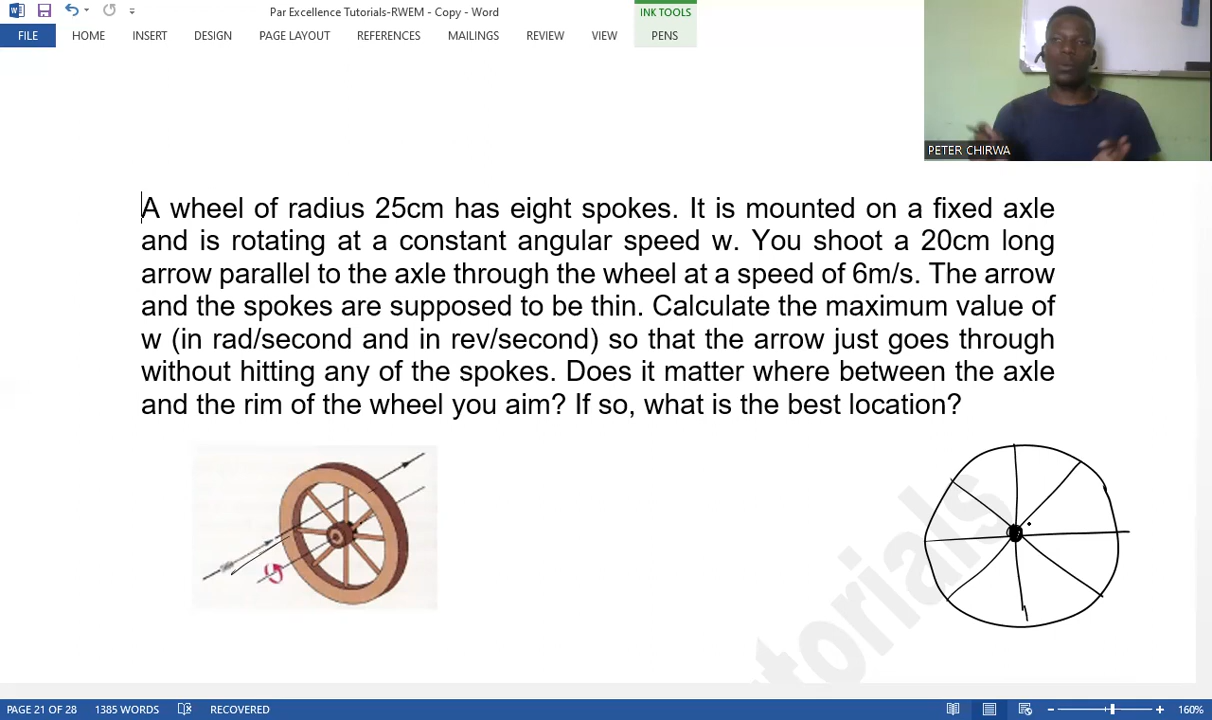 Par Excellence Tutorials-RWEM - Copy - Word
INK TOOLS
FILE HOME INSERT DESIGN PAGE LAYOUT REFERENCES MAILINGS REVIEW VIEW PENS
PETER CHIRWA
A wheel of radius 25cm has eight spokes. It is mounted on a fixed axle
and is rotating at a constant angular speed w. You shoot a 20cm long
arrow parallel to the axle through the wheel at a speed of 6m/s. The arrow
and the spokes are supposed to be thin. Calculate the maximum value of
w (in rad/second and in rev/second) so that the arrow just goes through
without hitting any of the spokes. Does it matter where between the axle
and the rim of the wheel you aim? If so, what is the best location?
torials
PAGE 21 OF 28 1385 WORDS RECOVERED 160%